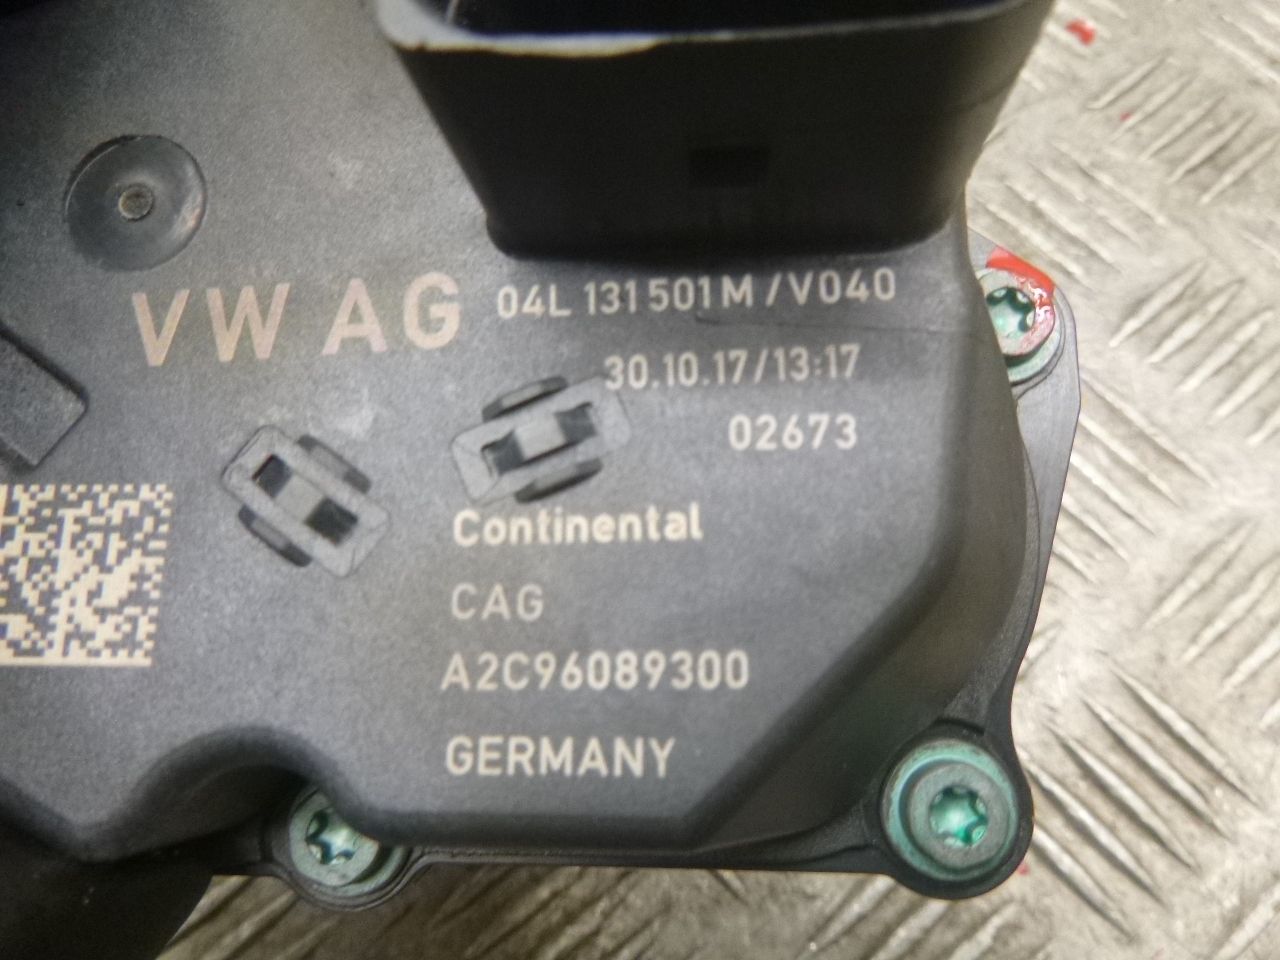 VW AG 04L 131 501 M /V040
30.10.17/13:17
02673
Continental
CAG
A2C96089300
GERMANY